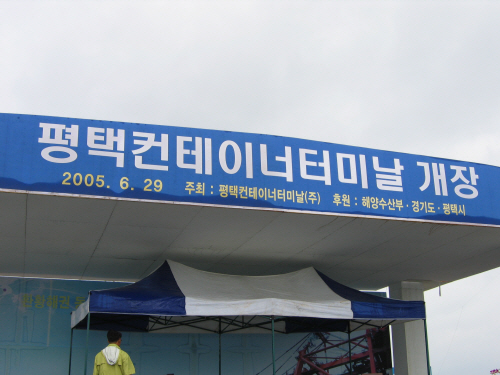 평택컨테이너터미날 개장
2005. 6. 29 주최 : 평택컨테이너터미날(주) 후원 : 해양수산부·경기도·평택시